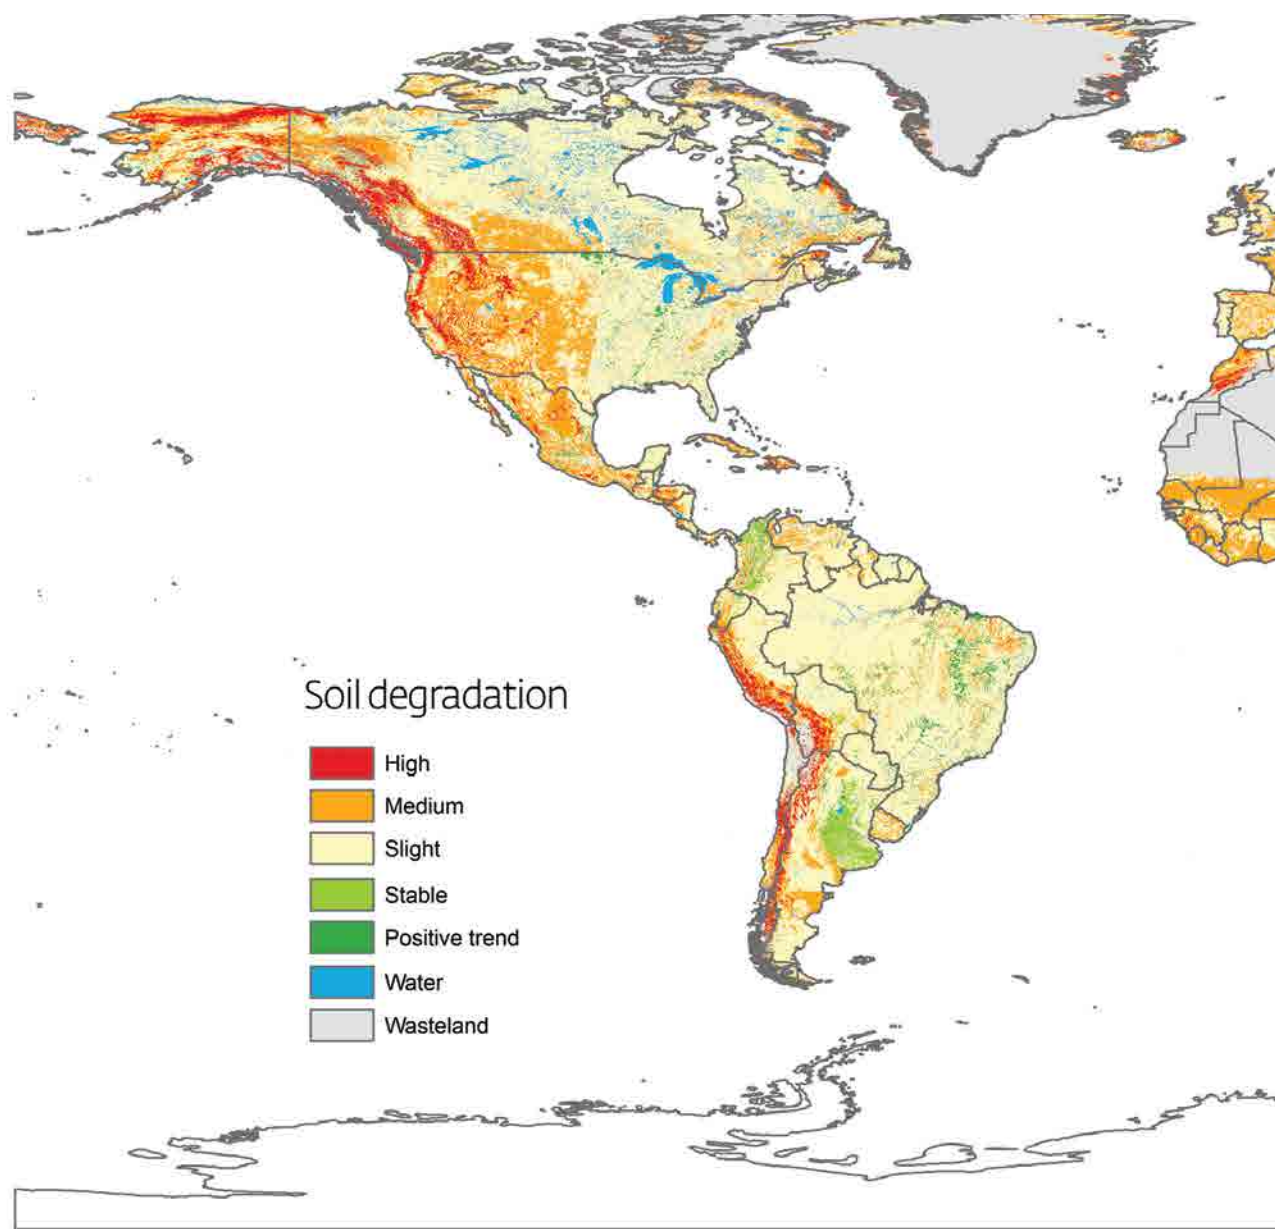 Soil degradation
High
Medium
Slight
Stable
Positive trend
Water
Wasteland